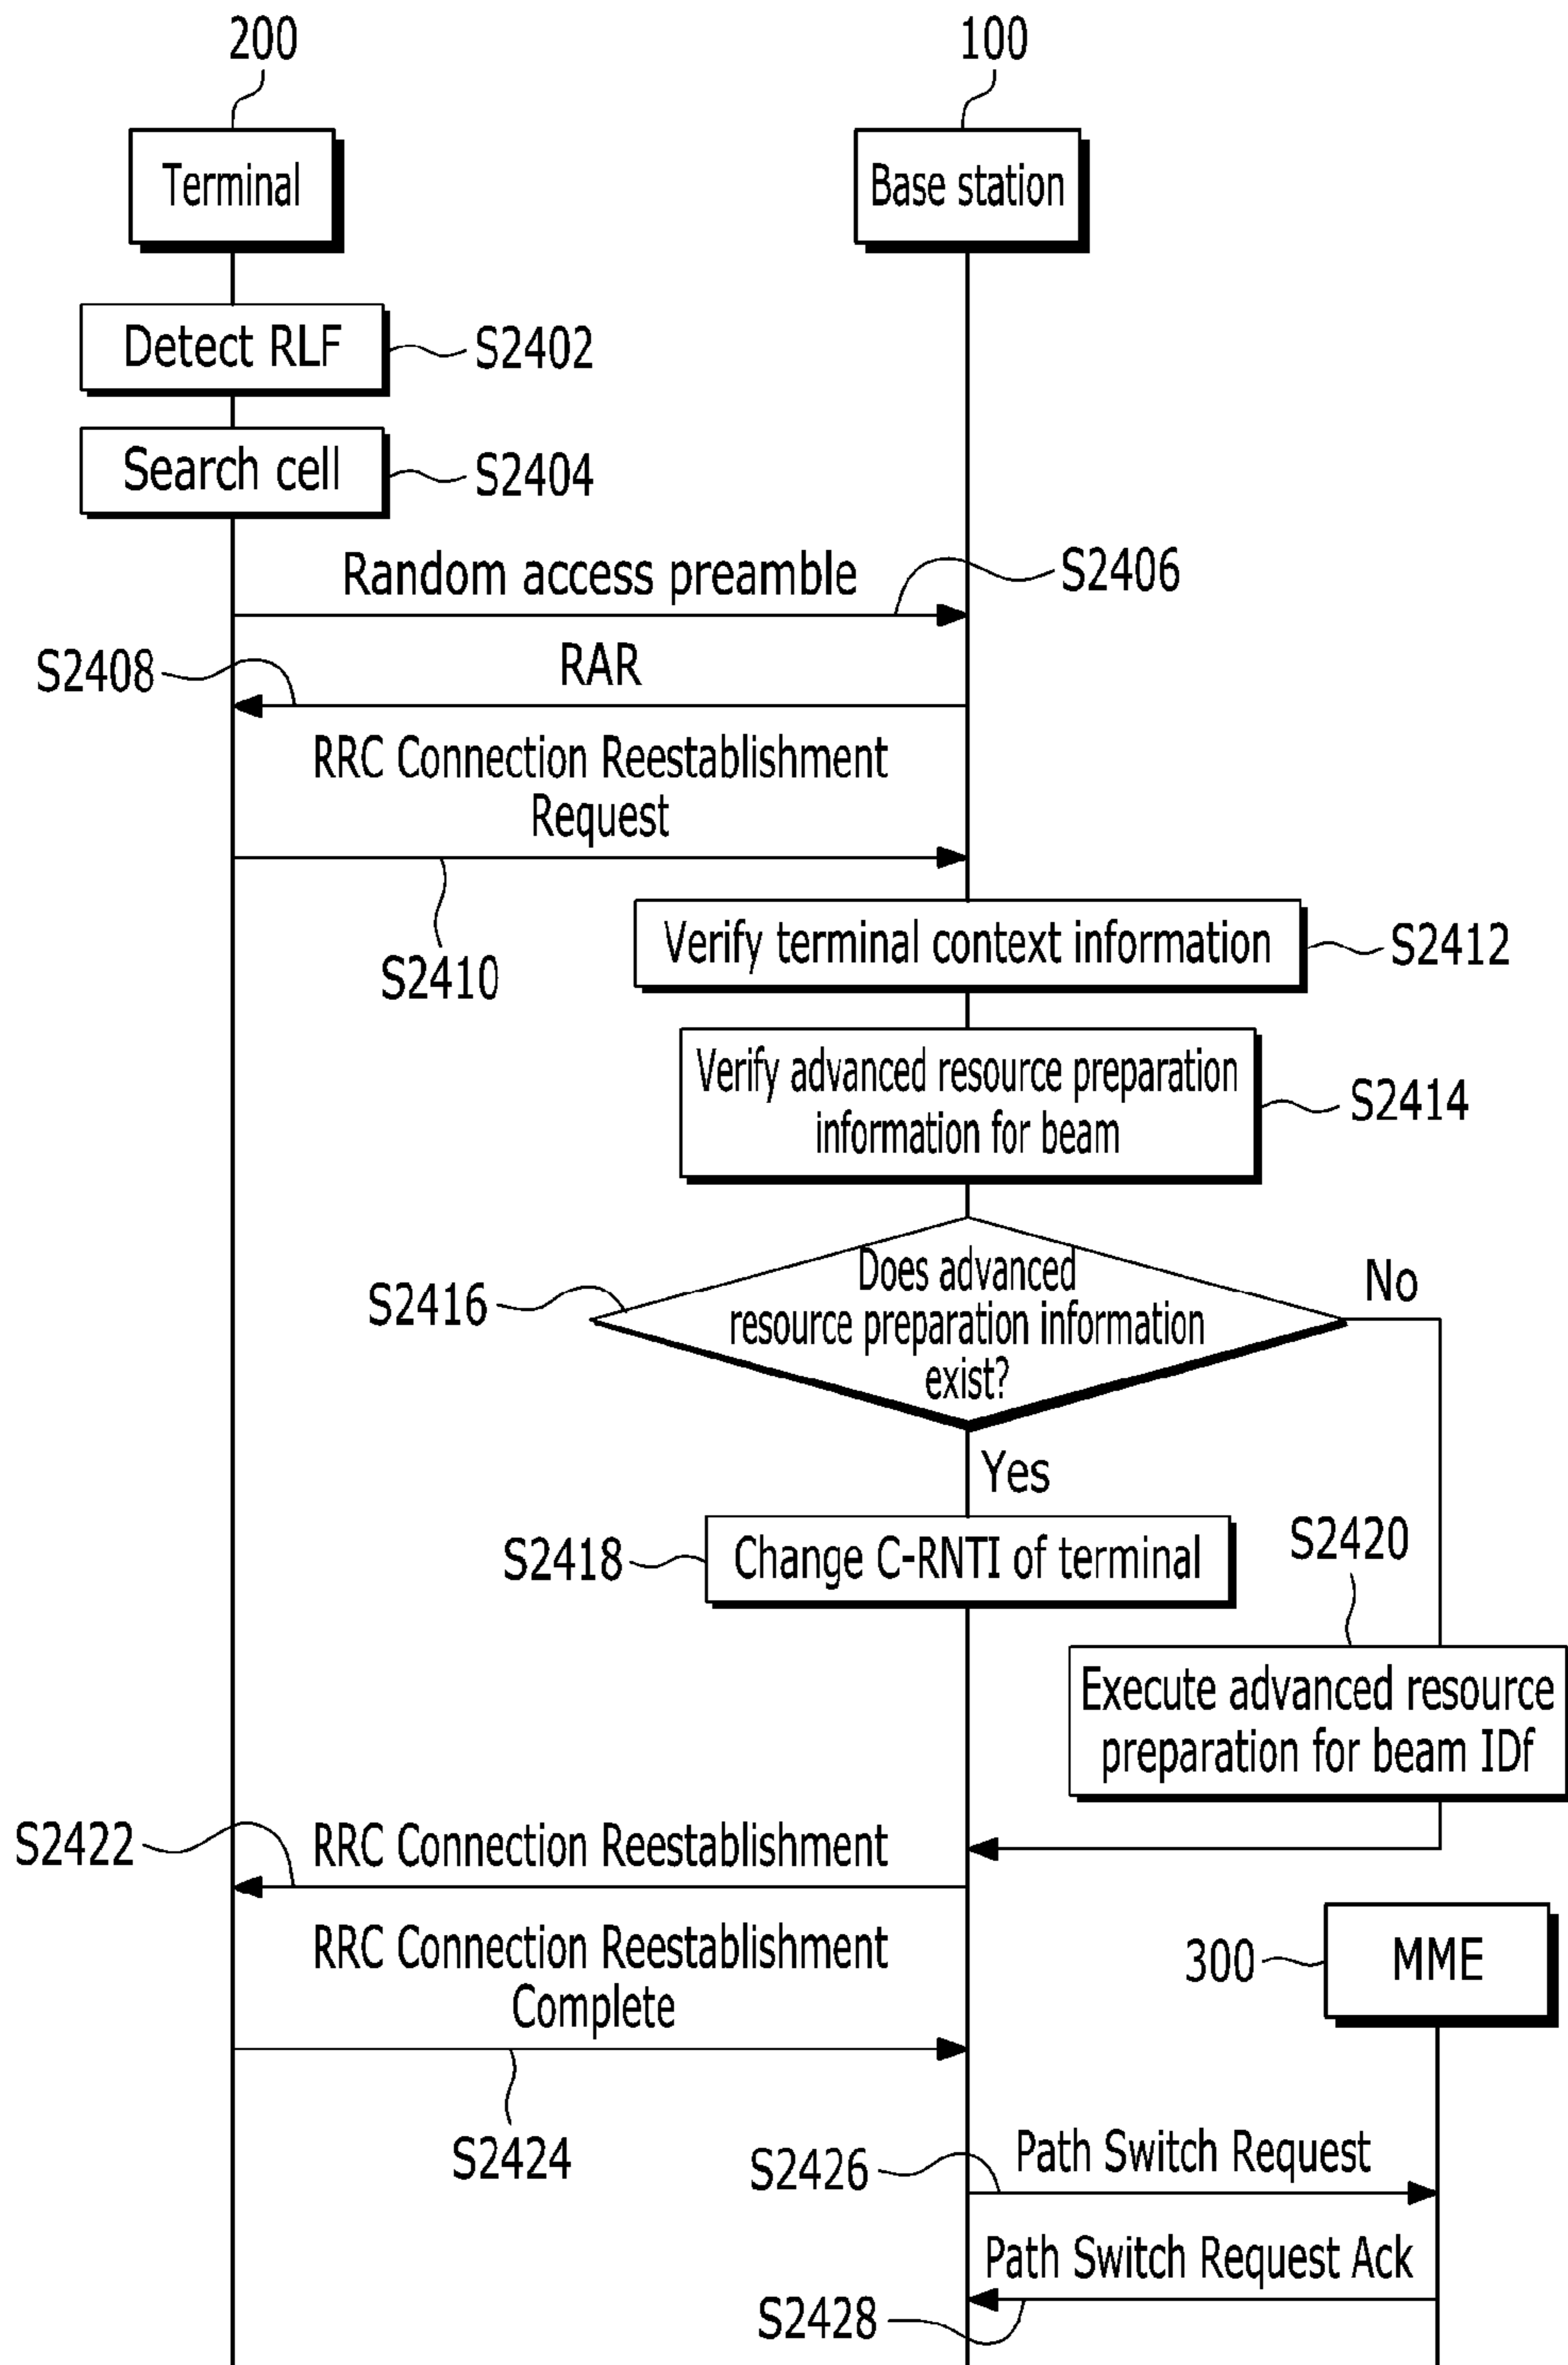 200
100
Terminal
Base station
Detect RLF
S2402
Search cell
S2404
Random access preamble
S2406
RAR
S2408
RRC Connection Reestablishment
Request
S2410
Verify terminal context information
S2412
Verify advanced resource preparation
information for beam
S2414
Does advanced
resource preparation information
exist?
S2416
No
Yes
S2418
Change C-RNTI of terminal
S2420
Execute advanced resource
preparation for beam IDf
S2422
RRC Connection Reestablishment
RRC Connection Reestablishment
Complete
300
MME
S2424
Path Switch Request
S2426
Path Switch Request Ack
S2428